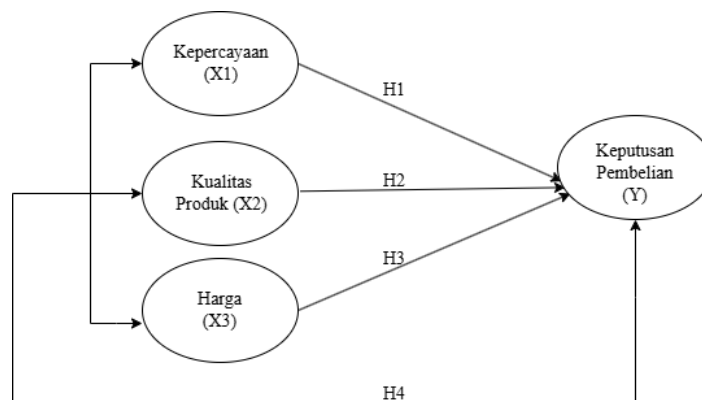 Kepercayaan
(X1)
H1
Keputusan
Pembelian
(Y)
Kualitas
Produk (X2)
H2
H3
Harga
(X3)
H4